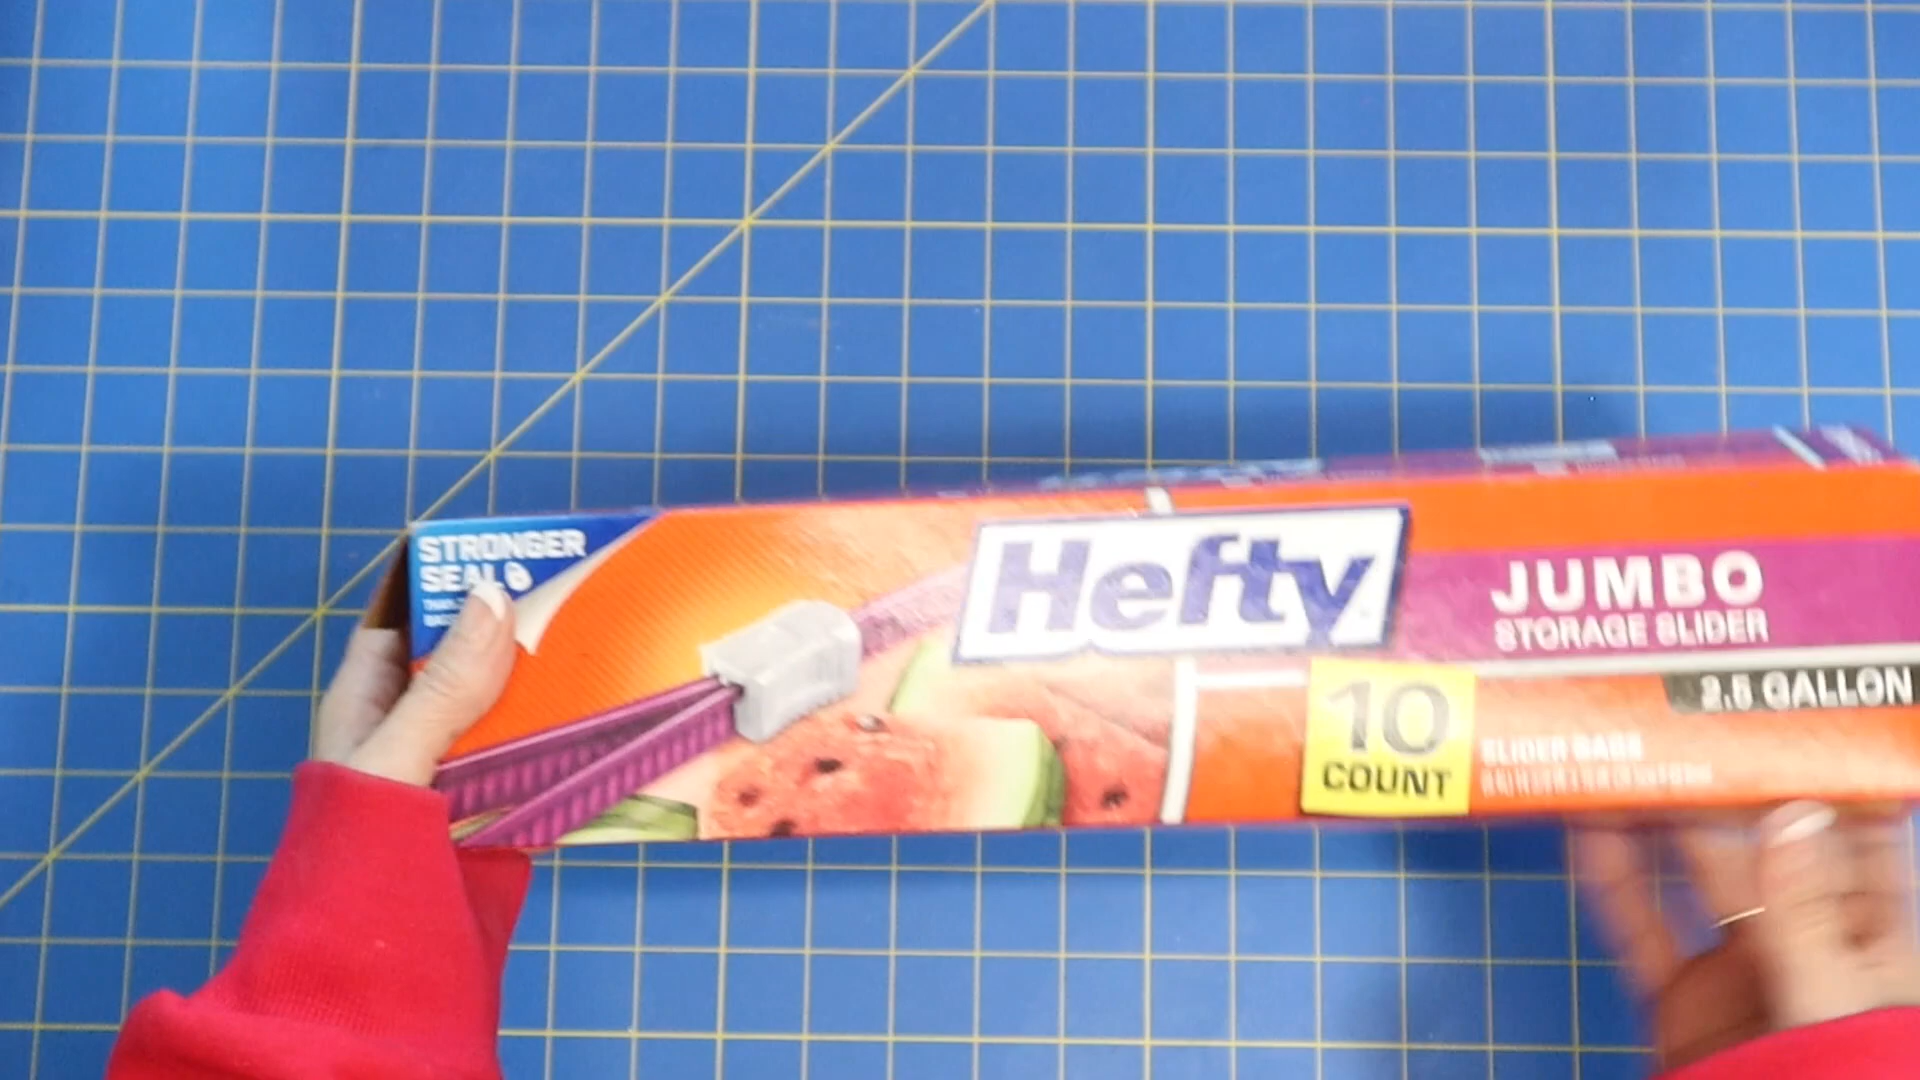 STRONGER
SEAL
Hefty
JUMBO
STORAGE SLIDER
2.5 GALLON
10
COUNT
SLIDER BAGS